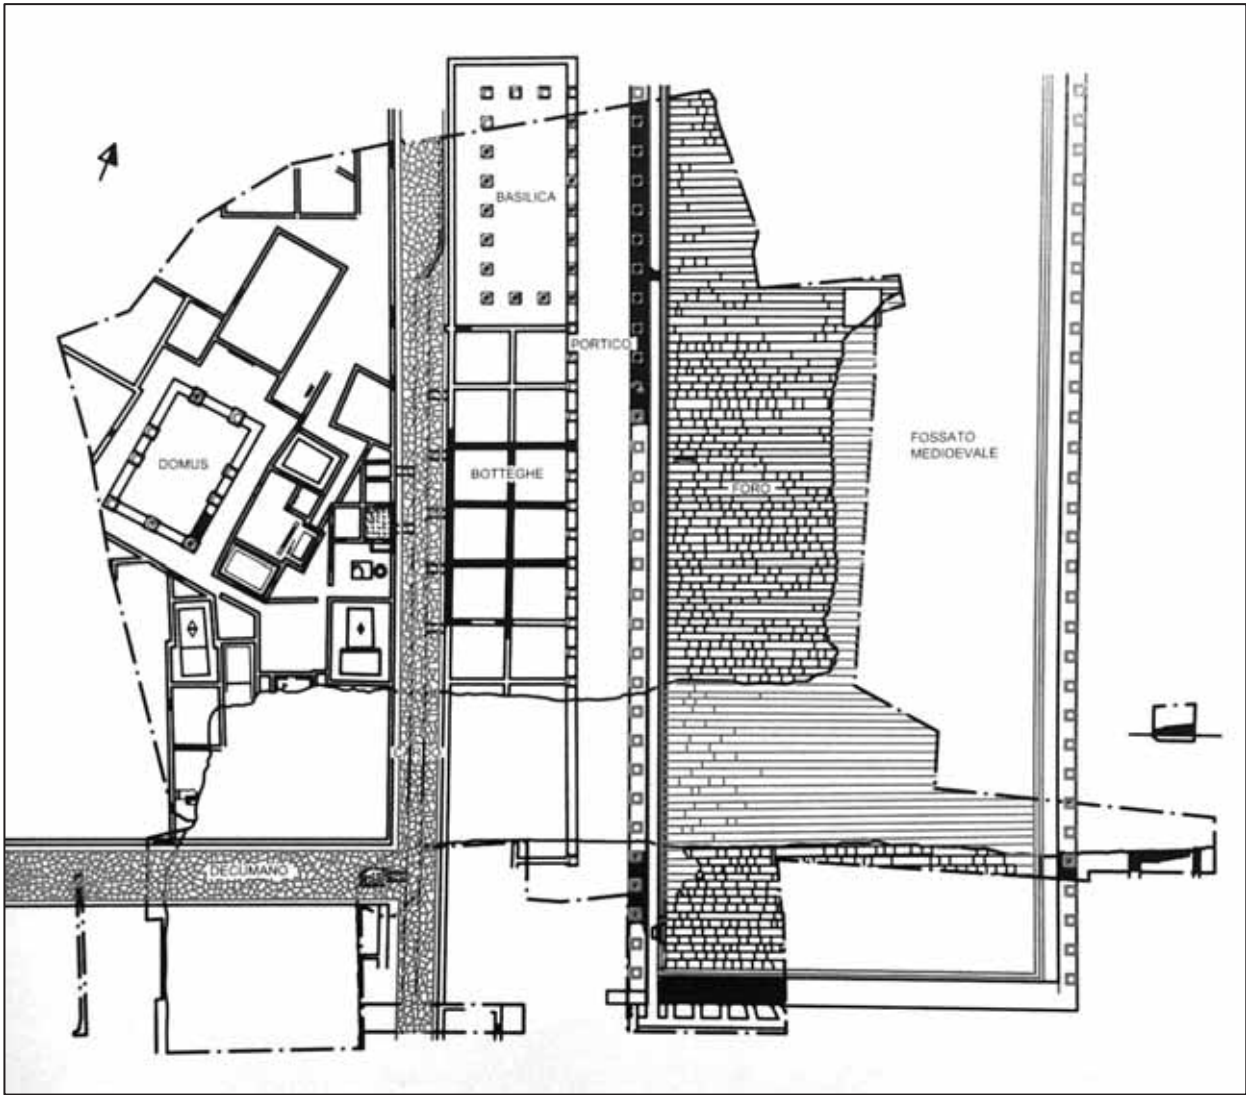 BASILICA
PORTICO
FOSSATO
MEDIOEVALE
DOMUS
BOTTEGHE
FORO
DECUMANO